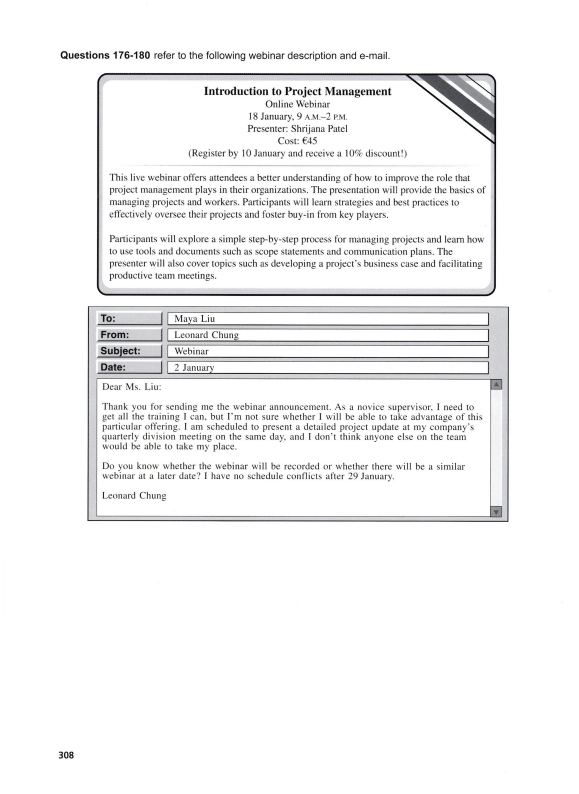 Questions 176-180 refer to the following webinar description and e-mail.
Introduction to Project Management
Online Webinar
18 January, 9 A.M.–2 P.M.
Presenter: Shrijana Patel
Cost: €45
(Register by 10 January and receive a 10% discount!)
This live webinar offers attendees a better understanding of how to improve the role that
project management plays in their organizations. The presentation will provide the basics of
managing projects and workers. Participants will learn strategies and best practices to
effectively oversee their projects and foster buy-in from key players.
Participants will explore a simple step-by-step process for managing projects and learn how
to use tools and documents such as scope statements and communication plans. The
presenter will also cover topics such as developing a project's business case and facilitating
productive team meetings.
To: Maya Liu
From: Leonard Chung
Subject: Webinar
Date: 2 January
Dear Ms. Liu:
Thank you for sending me the webinar announcement. As a novice supervisor, I need to
get all the training I can, but I'm not sure whether I will be able to take advantage of this
particular offering. I am scheduled to present a detailed project update at my company's
quarterly division meeting on the same day, and I don't think anyone else on the team
would be able to take my place.
Do you know whether the webinar will be recorded or whether there will be a similar
webinar at a later date? I have no schedule conflicts after 29 January.
Leonard Chung
308